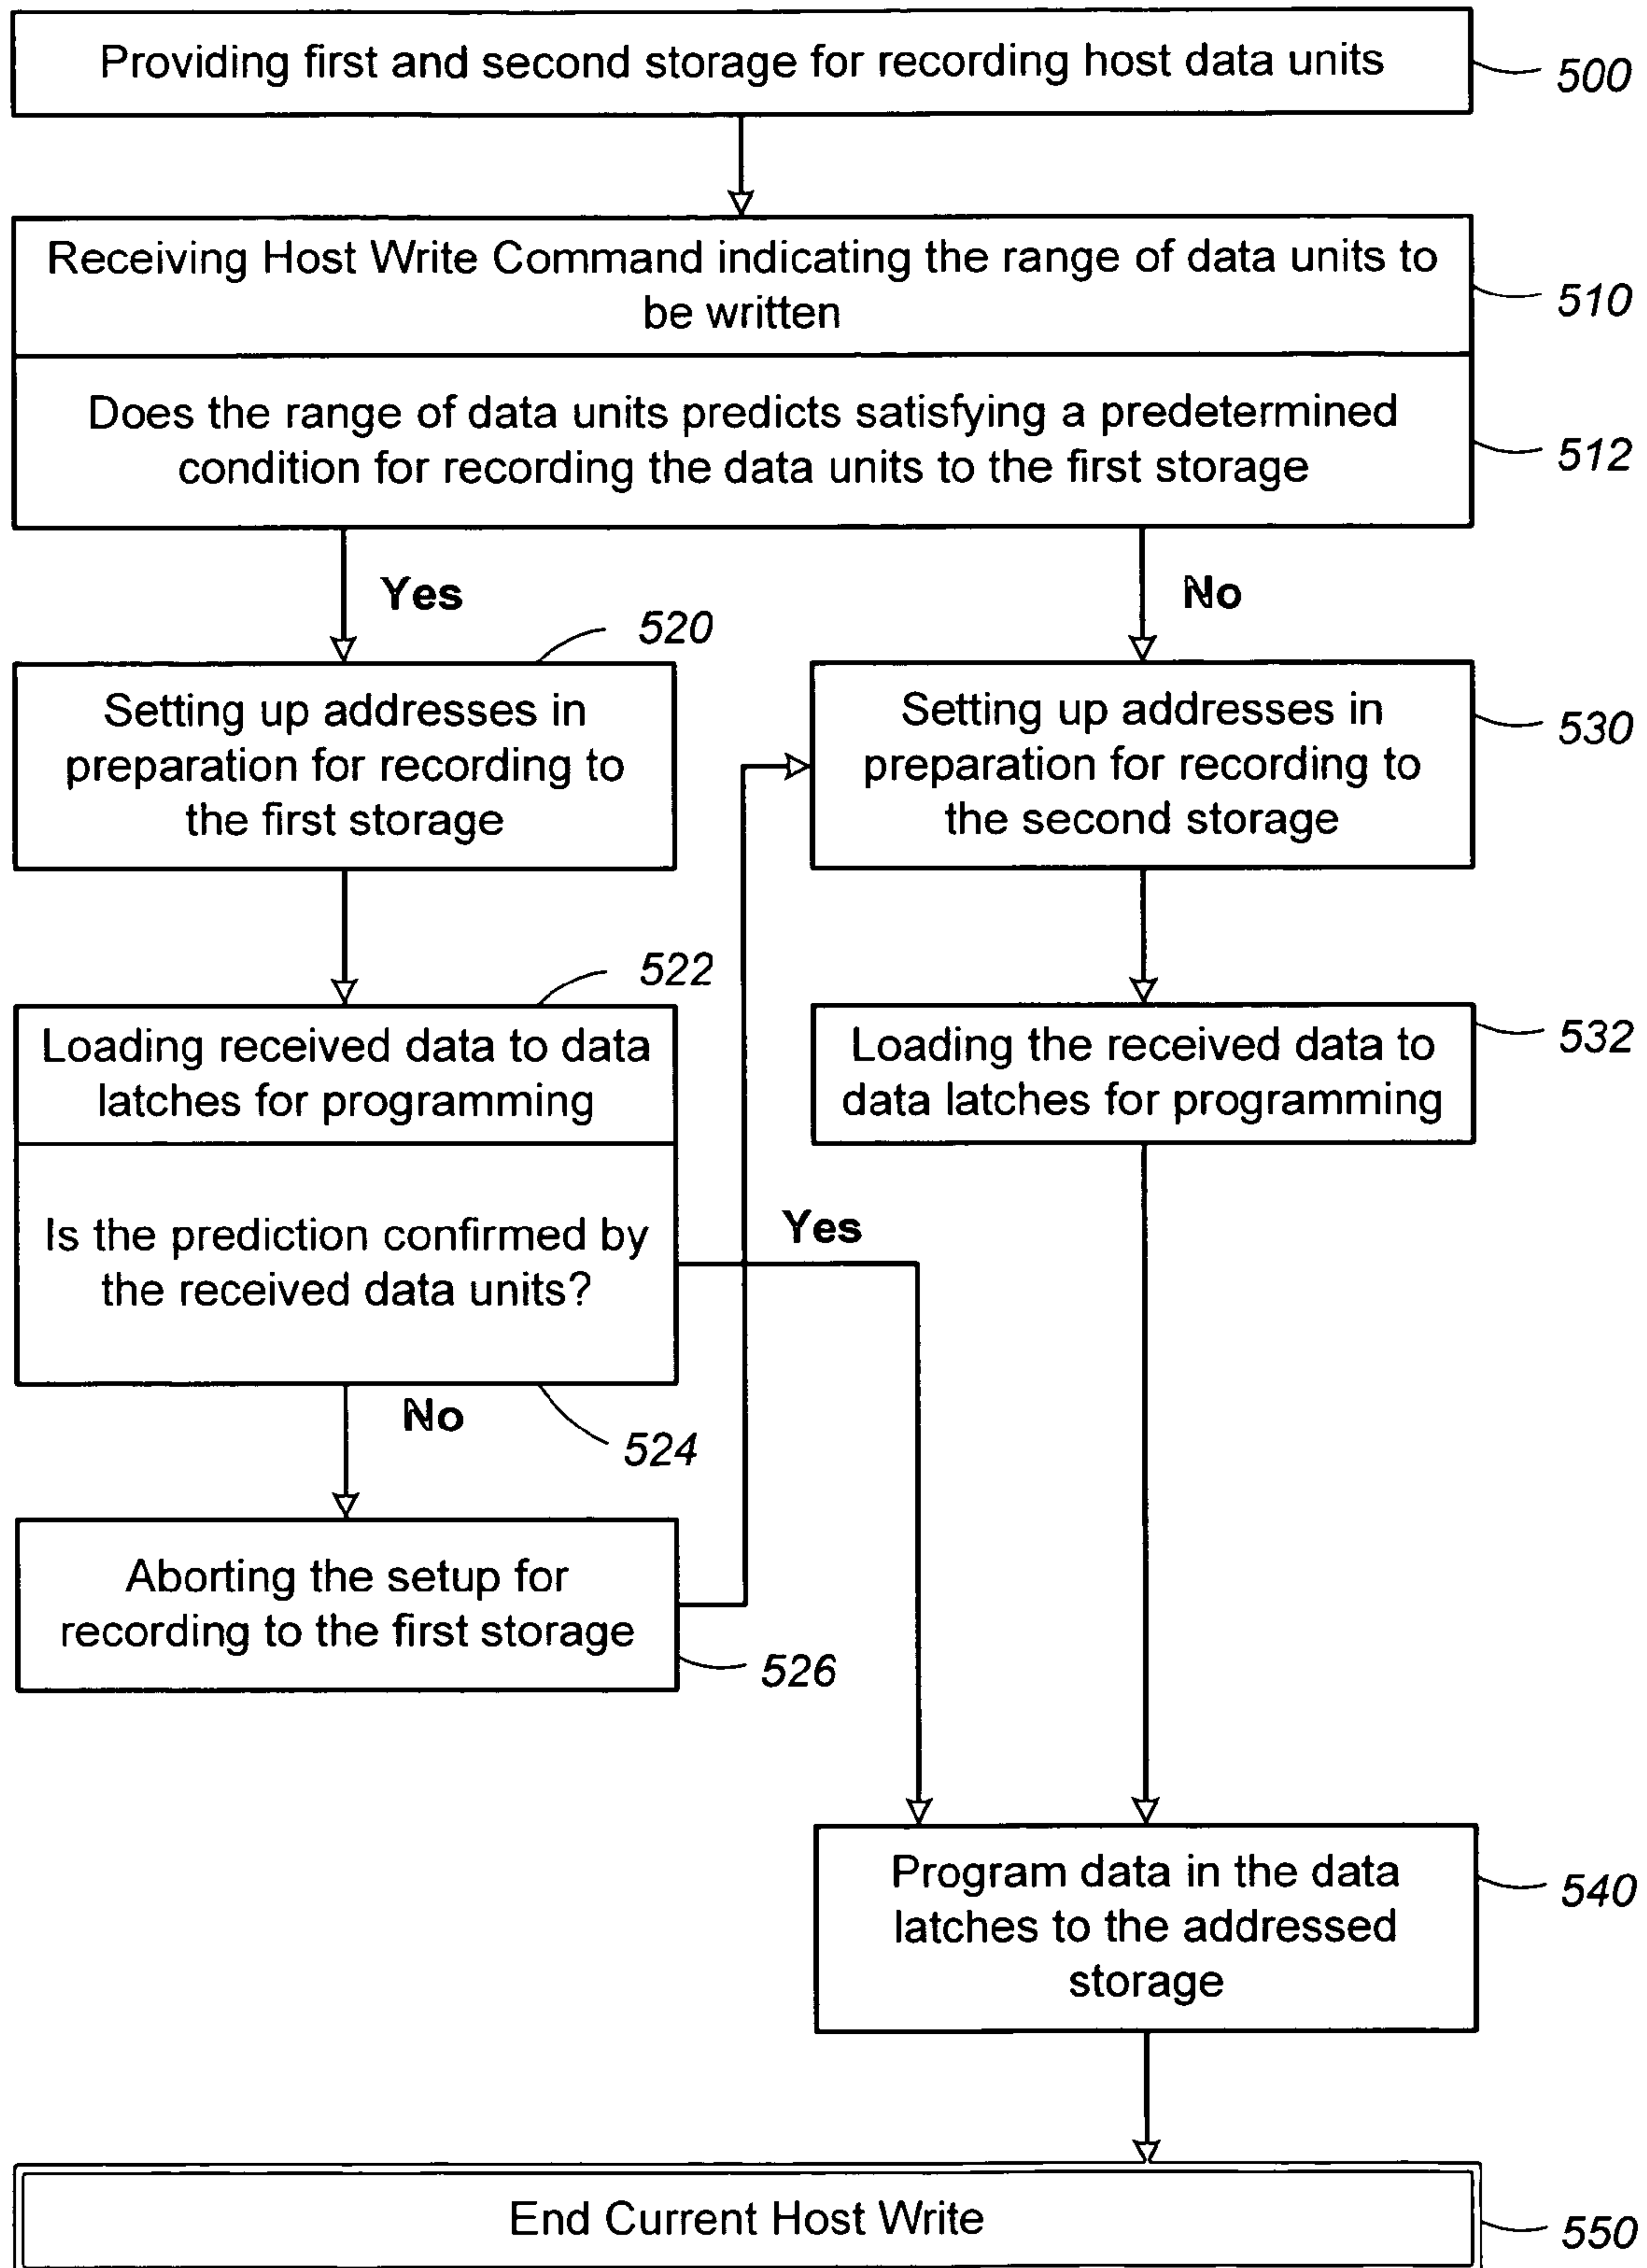 Providing first and second storage for recording host data units
500
Receiving Host Write Command indicating the range of data units to
be written
510
Does the range of data units predicts satisfying a predetermined
condition for recording the data units to the first storage
512
Yes
No
520
Setting up addresses in
preparation for recording to
the first storage
Setting up addresses in
preparation for recording to
the second storage
530
522
Loading received data to data
latches for programming
Loading the received data to
data latches for programming
532
Is the prediction confirmed by
the received data units?
Yes
No
524
Aborting the setup for
recording to the first storage
526
Program data in the data
latches to the addressed
storage
540
End Current Host Write
550